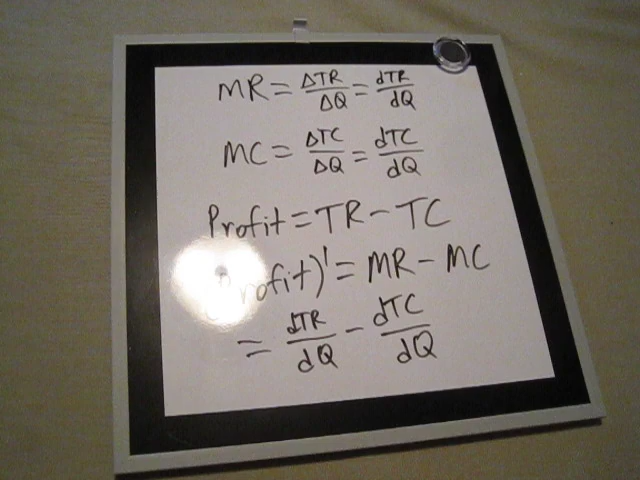 MR = ΔTR/ΔQ = dTR/dQ
MC = ΔTC/ΔQ = dTC/dQ
Profit = TR - TC
(Profit)' = MR - MC
= dTR/dQ - dTC/dQ